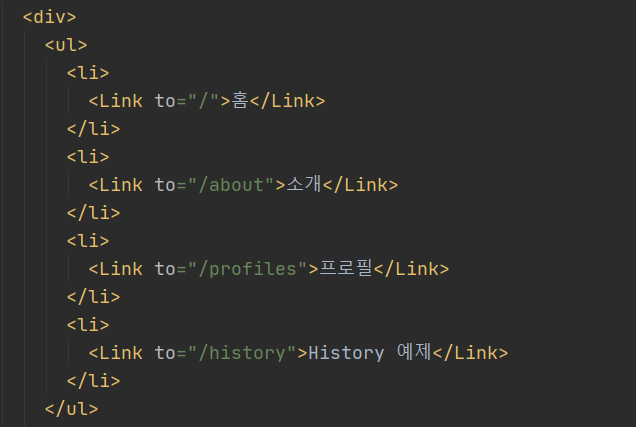 <div>
<ul>
<li>
<Link to="/">홈</Link>
</li>
<li>
<Link to="/about">소개</Link>
</li>
<li>
<Link to="/profiles">프로필</Link>
</li>
<li>
<Link to="/history">History 예제</Link>
</li>
</ul>